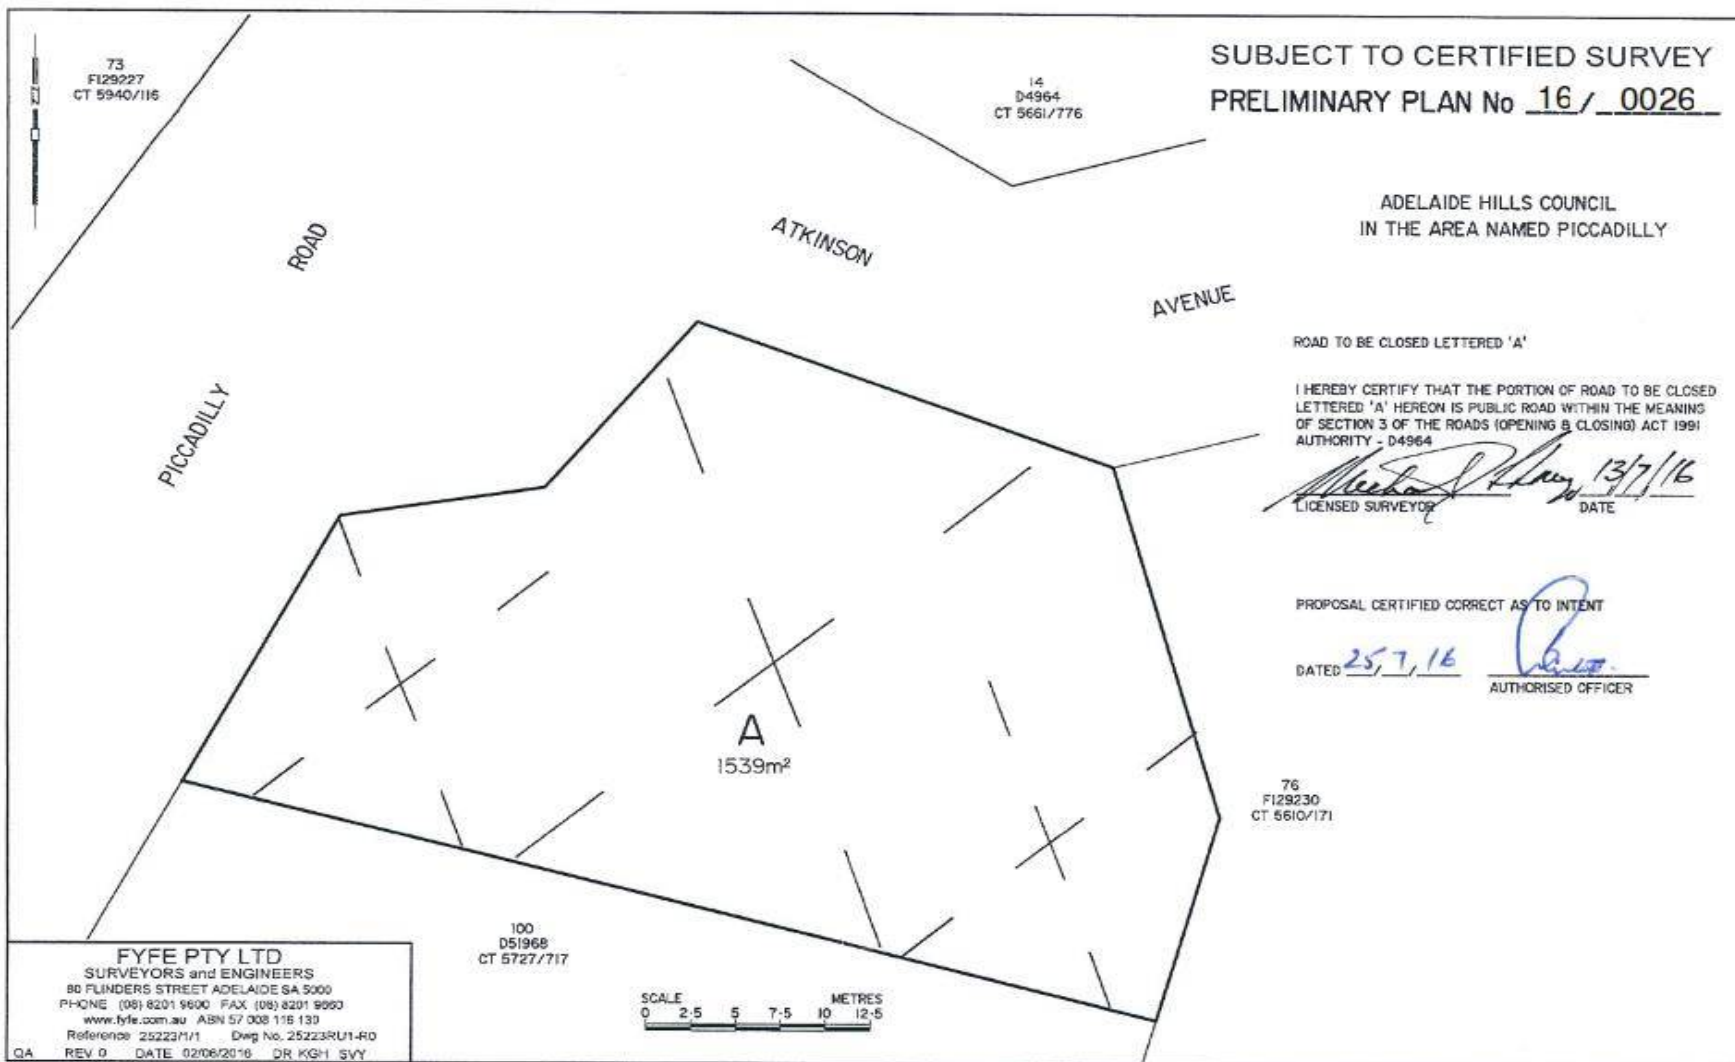 SUBJECT TO CERTIFIED SURVEY
PRELIMINARY PLAN No 16/ 0026
73
F129227
CT 5940/116
14
D4964
CT 5661/776
ADELAIDE HILLS COUNCIL
IN THE AREA NAMED PICCADILLY
PICCADILLY ROAD
ATKINSON AVENUE
ROAD TO BE CLOSED LETTERED 'A'
I HEREBY CERTIFY THAT THE PORTION OF ROAD TO BE CLOSED
LETTERED 'A' HEREON IS PUBLIC ROAD WITHIN THE MEANING
OF SECTION 3 OF THE ROADS (OPENING & CLOSING) ACT 1991
AUTHORITY - D4964
13/7/16
LICENSED SURVEYOR DATE
PROPOSAL CERTIFIED CORRECT AS TO INTENT
DATED 25/7/16
AUTHORISED OFFICER
A
1539m²
76
F129230
CT 5610/171
100
D51968
CT 5727/717
FYFE PTY LTD
SURVEYORS and ENGINEERS
80 FLINDERS STREET ADELAIDE SA 5000
PHONE (08) 8201 9600 FAX (08) 8201 9650
www.fyfe.com.au ABN 57 008 116 130
Reference 25223/1/1 Dwg No. 25223RU1-R0
QA REV 0 DATE 02/06/2016 DR KGH SVY
SCALE METRES
0 2·5 5 7·5 10 12·5